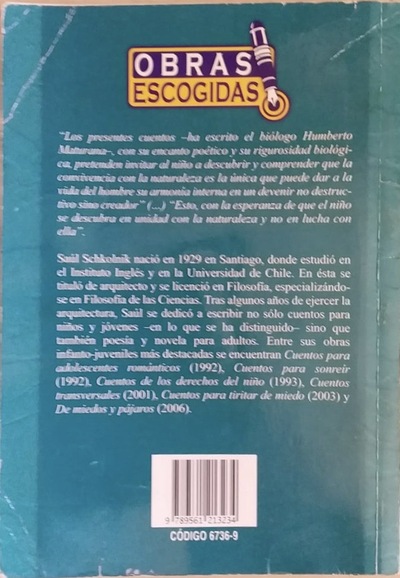 OBRAS
ESCOGIDAS
"Los presentes cuentos –ha escrito el biólogo Humberto
Maturana–, con su encanto poético y su rigurosidad biológi-
ca, pretenden invitar al niño a descubrir y comprender que la
convivencia con la naturaleza es la única que puede dar a la
vida del hombre su armonía interna en un devenir no destruc-
tivo sino creador" (...) "Esto, con la esperanza de que el niño
se descubra en unidad con la naturaleza y no en lucha con
ella".
Saúl Schkolnik nació en 1929 en Santiago, donde estudió en
el Instituto Inglés y en la Universidad de Chile. En ésta se
tituló de arquitecto y se licenció en Filosofía, especializándo-
se en Filosofía de las Ciencias. Tras algunos años de ejercer la
arquitectura, Saúl se dedicó a escribir no sólo cuentos para
niños y jóvenes –en lo que se ha distinguido– sino que
también poesía y novela para adultos. Entre sus obras
infanto-juveniles más destacadas se encuentran Cuentos para
adolescentes románticos (1992), Cuentos para sonreír
(1992), Cuentos de los derechos del niño (1993), Cuentos
transversales (2001), Cuentos para tiritar de miedo (2003) y
De miedos y pájaros (2006).
9 789561 213234
CÓDIGO 6736-9